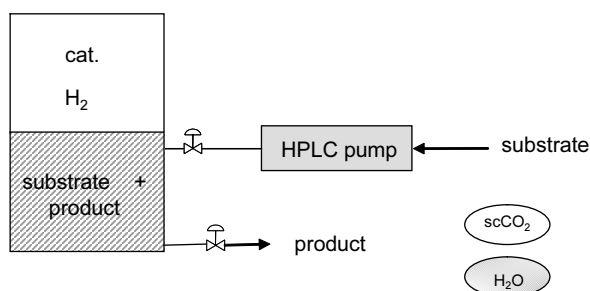 cat.
H₂
substrate +
product
HPLC pump
substrate
product
scCO₂
H₂O